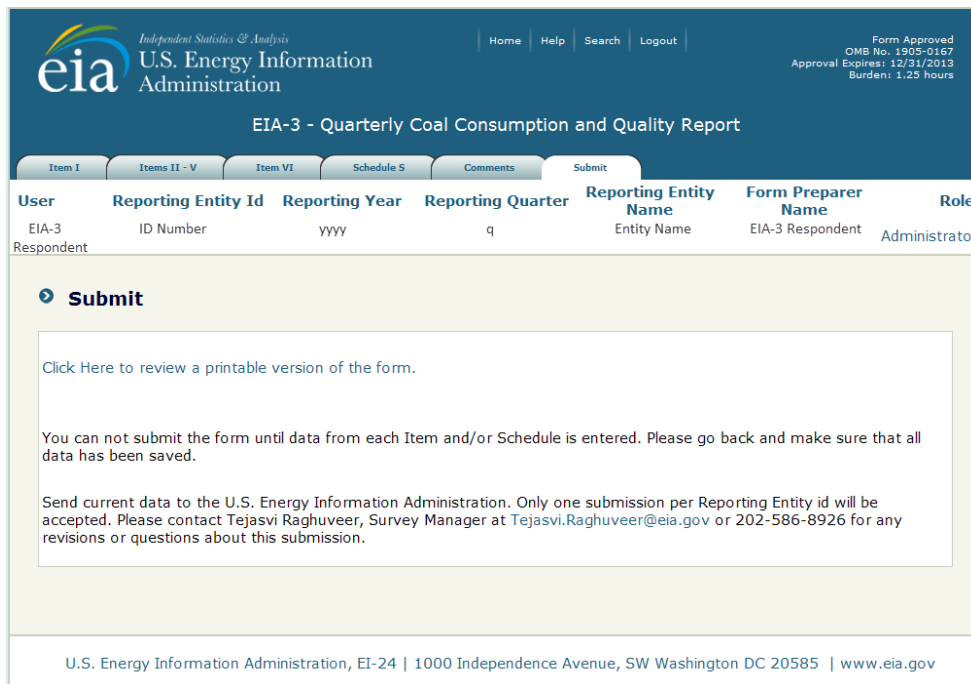 eia
Independent Statistics & Analysis
U.S. Energy Information
Administration
Home
Help
Search
Logout
Form Approved
OMB No. 1905-0167
Approval Expires: 12/31/2013
Burden: 1.25 hours
EIA-3 - Quarterly Coal Consumption and Quality Report
Item I
Items II - V
Item VI
Schedule S
Comments
Submit
User
Reporting Entity Id
Reporting Year
Reporting Quarter
Reporting Entity
Name
Form Preparer
Name
Role
EIA-3
Respondent
ID Number
yyyy
q
Entity Name
EIA-3 Respondent
Administrato
Submit
Click Here to review a printable version of the form.
You can not submit the form until data from each Item and/or Schedule is entered. Please go back and make sure that all
data has been saved.
Send current data to the U.S. Energy Information Administration. Only one submission per Reporting Entity id will be
accepted. Please contact Tejasvi Raghuveer, Survey Manager at Tejasvi.Raghuveer@eia.gov or 202-586-8926 for any
revisions or questions about this submission.
U.S. Energy Information Administration, EI-24 | 1000 Independence Avenue, SW Washington DC 20585 | www.eia.gov